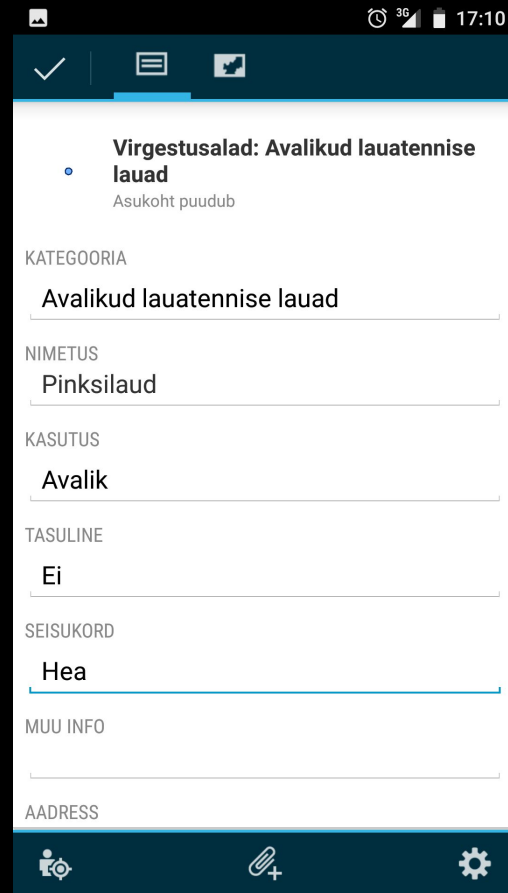 3G 17:10
Virgestusalad: Avalikud lauatennise
lauad
Asukoht puudub
KATEGOORIA
Avalikud lauatennise lauad
NIMETUS
Pinksilaud
KASUTUS
Avalik
TASULINE
Ei
SEISUKORD
Hea
MUU INFO
AADRESS